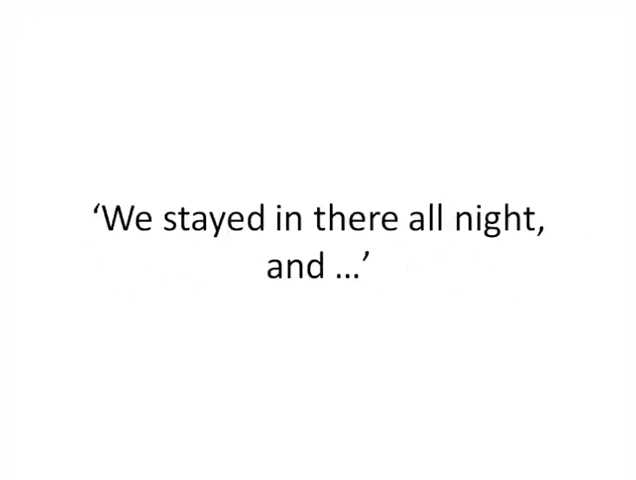 ‘We stayed in there all night,
and …’